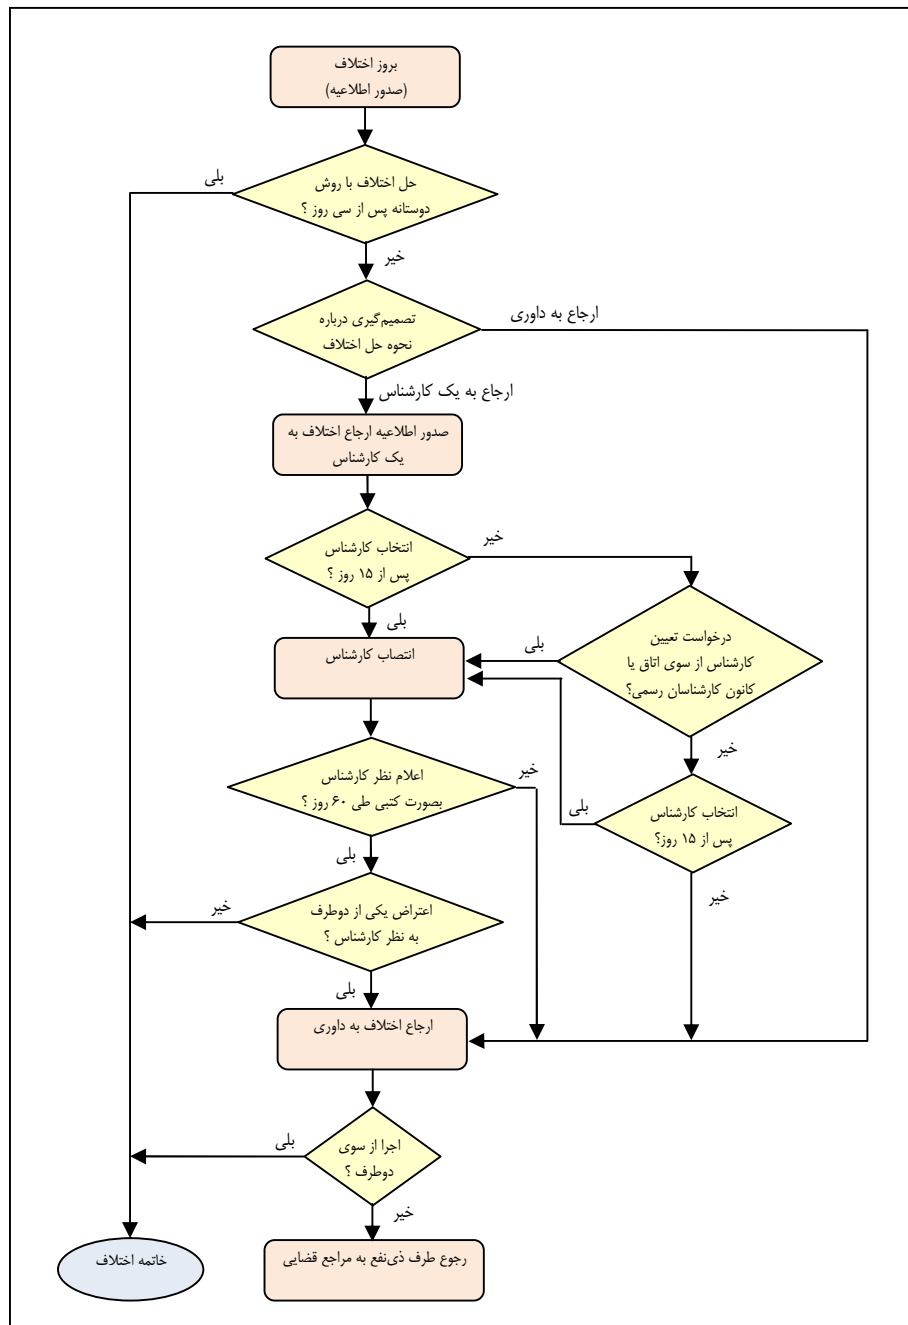 بروز اختلاف
(صدور اطلاعیه)
بلی
حل اختلاف با روش
دوستانه پس از سی روز ؟
خیر
تصمیم‌گیری درباره
نحوه حل اختلاف
ارجاع به داوری
ارجاع به یک کارشناس
صدور اطلاعیه ارجاع اختلاف به
یک کارشناس
انتخاب کارشناس
پس از ۱۵ روز ؟
خیر
بلی
درخواست تعیین
کارشناس از سوی اتاق یا
کانون کارشناسان رسمی؟
بلی
خیر
انتصاب کارشناس
انتخاب کارشناس
پس از ۱۵ روز؟
بلی
خیر
اعلام نظر کارشناس
بصورت کتبی طی ۶۰ روز ؟
خیر
بلی
اعتراض یکی از دوطرف
به نظر کارشناس ؟
خیر
بلی
ارجاع اختلاف به داوری
اجرا از سوی
دوطرف ؟
بلی
خیر
رجوع طرف ذی‌نفع به مراجع قضایی
خاتمه اختلاف